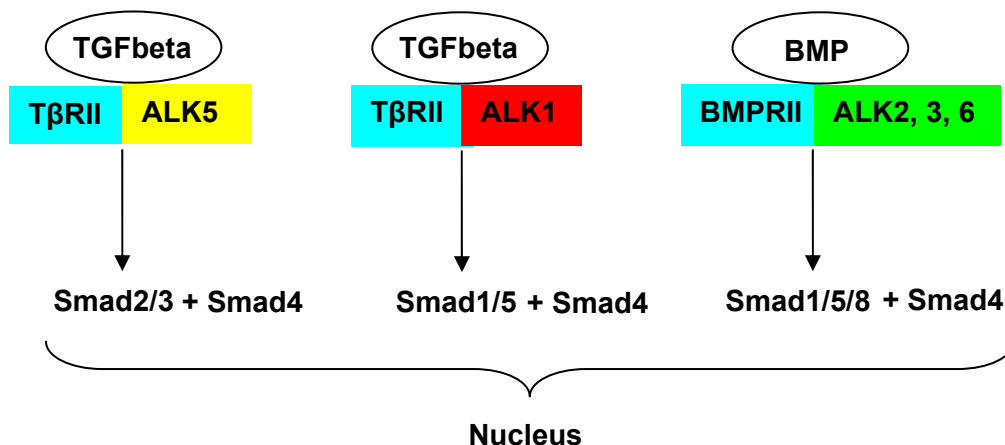 TGFbeta TGFbeta BMP
TβRII ALK5 TβRII ALK1 BMPRII ALK2, 3, 6
Smad2/3 + Smad4 Smad1/5 + Smad4 Smad1/5/8 + Smad4
Nucleus